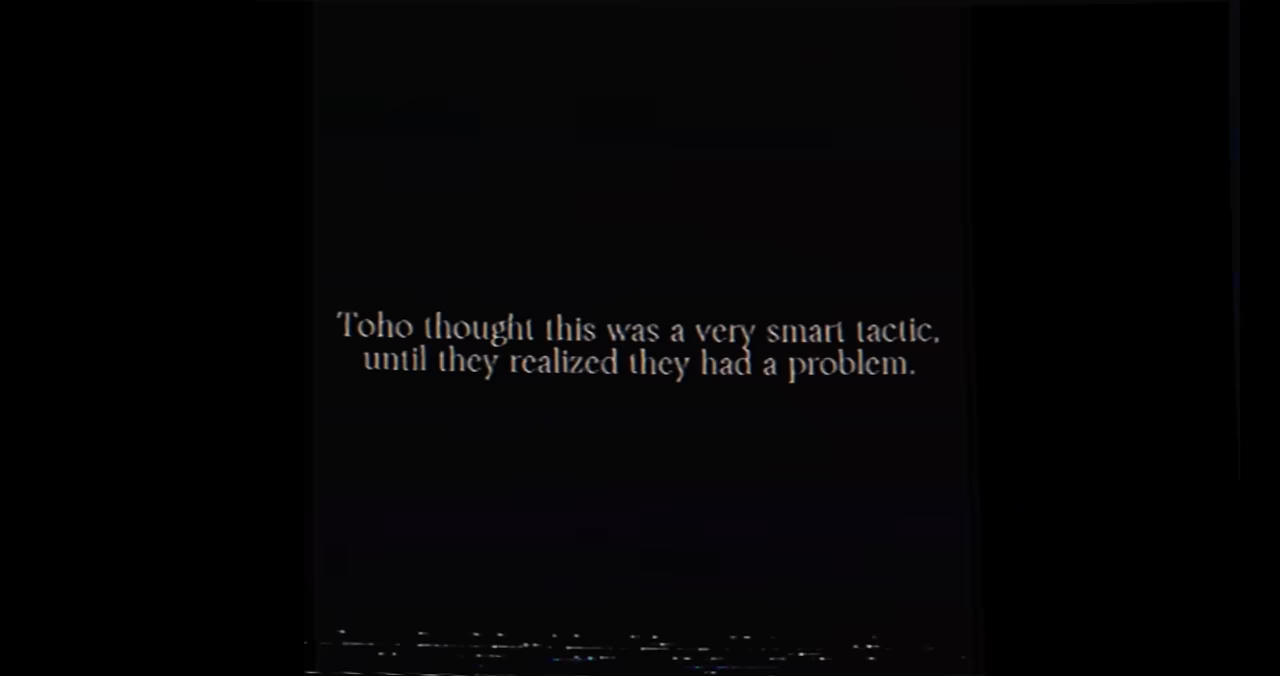 Toho thought this was a very smart tactic,
until they realized they had a problem.